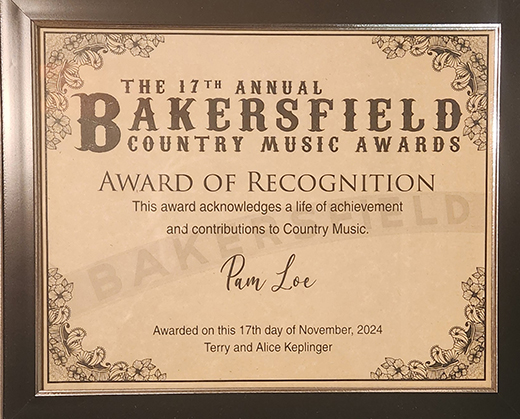 THE 17TH ANNUAL
BAKERSFIELD
COUNTRY MUSIC AWARDS
AWARD OF RECOGNITION
This award acknowledges a life of achievement
and contributions to Country Music.
BAKERSFIELD
Pam Loe
Awarded on this 17th day of November, 2024
Terry and Alice Keplinger